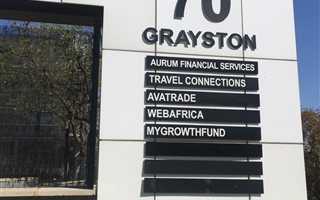 70
GRAYSTON
AURUM FINANCIAL SERVICES
TRAVEL CONNECTIONS
AVATRADE
WEBAFRICA
MYGROWTHFUND